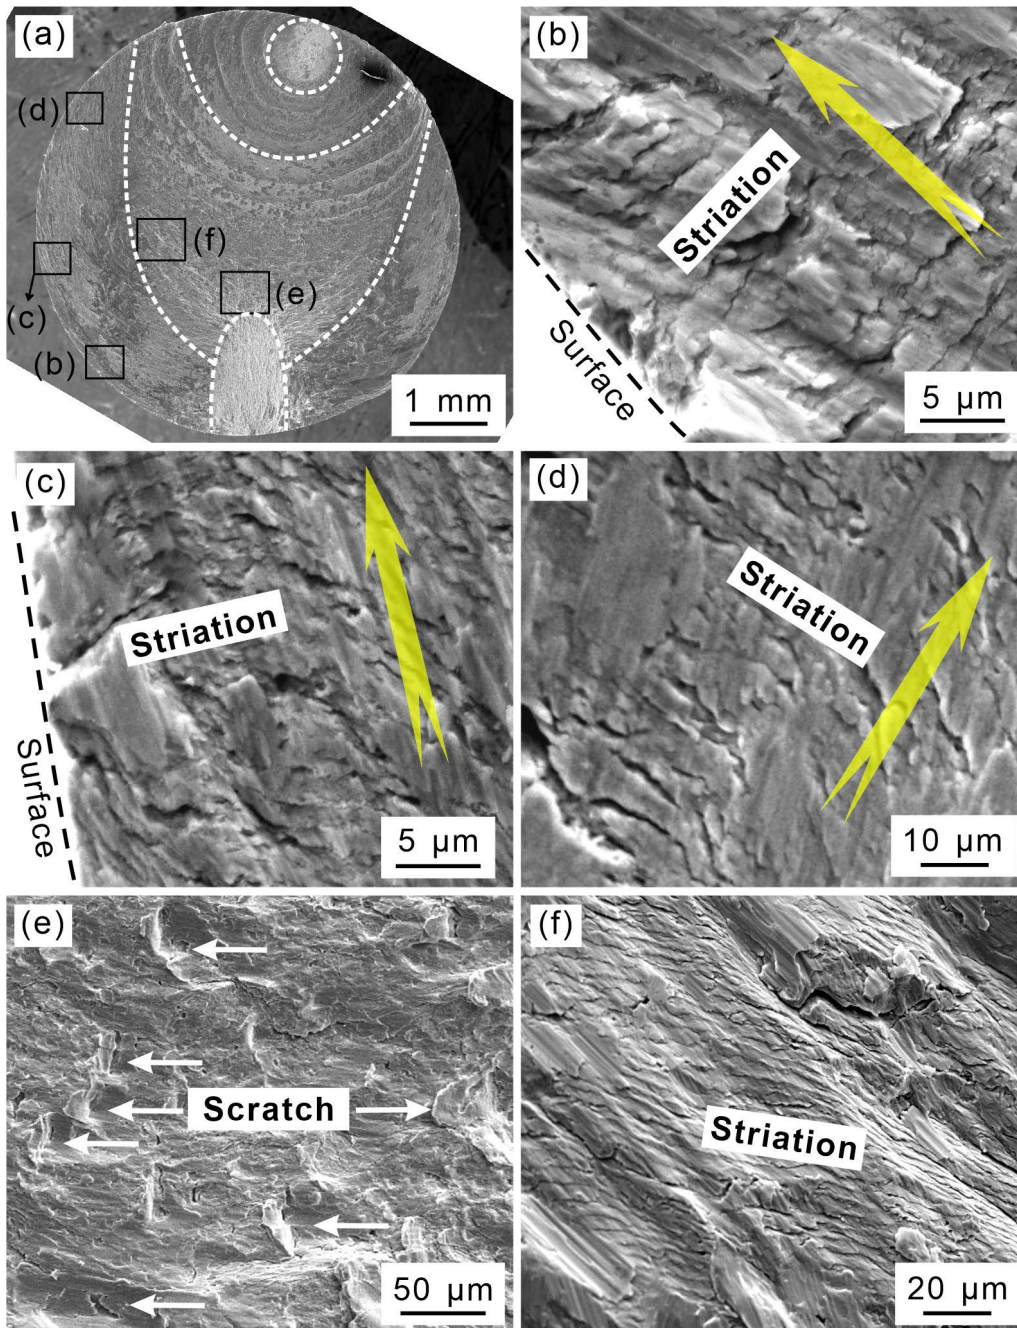 (a)
(d)
(f)
(e)
(c)
(b)
1 mm
(b)
Striation
Surface
5 μm
(c)
Striation
Surface
5 μm
(d)
Striation
10 μm
(e)
Scratch
50 μm
(f)
Striation
20 μm